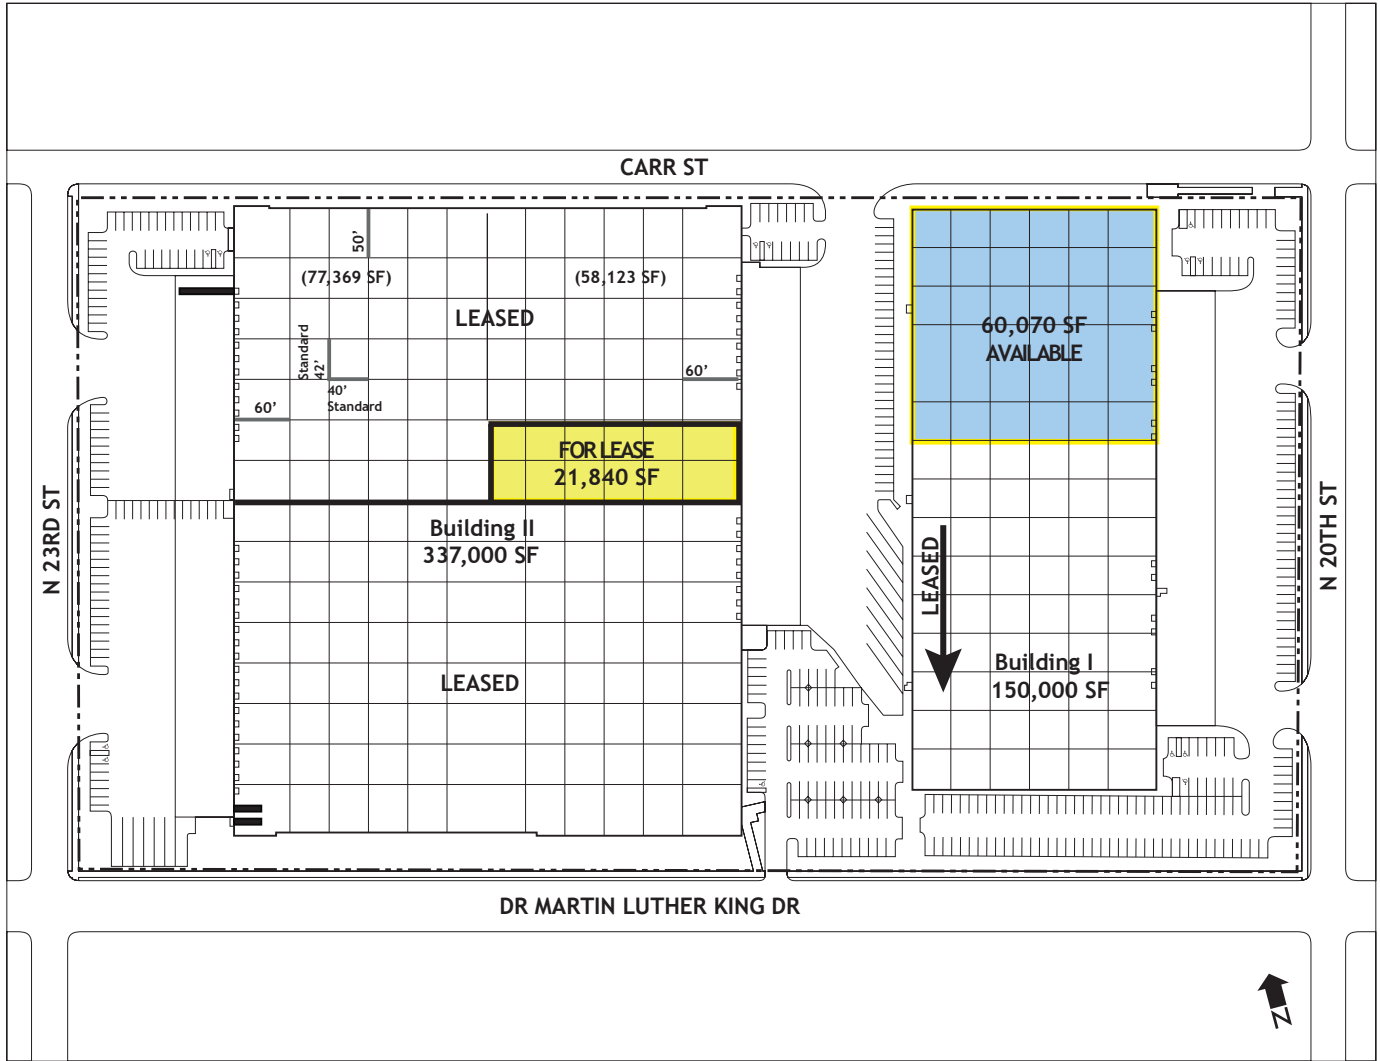 CARR ST
50'
(77,369 SF)
(58,123 SF)
LEASED
Standard
42'
40'
Standard
60'
60'
60,070 SF
AVAILABLE
FOR LEASE
21,840 SF
N 23RD ST
Building II
337,000 SF
LEASED
LEASED
Building I
150,000 SF
N 20TH ST
DR MARTIN LUTHER KING DR
N